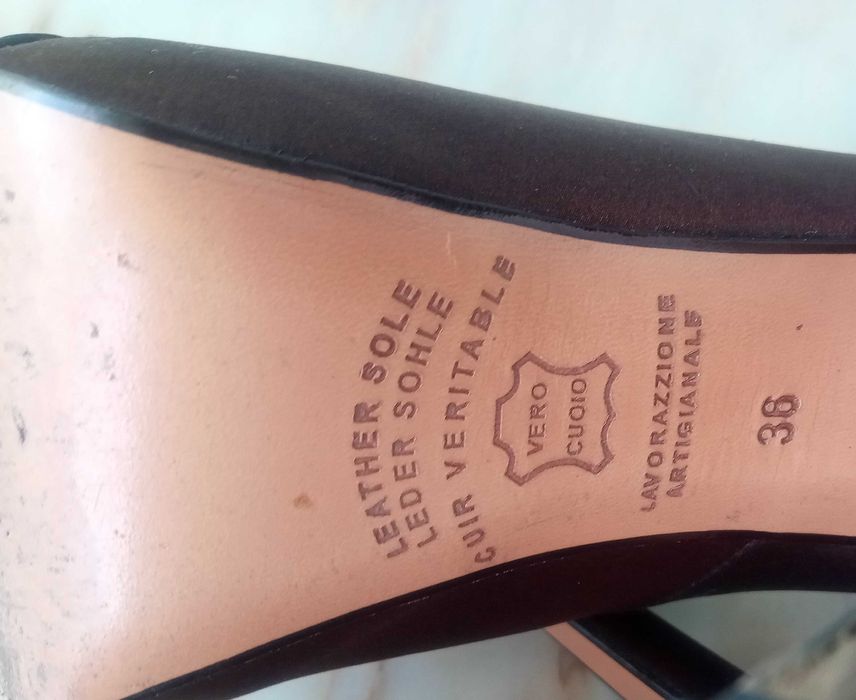 LEATHER SOLE
LEDER SOHLE
CUIR VERITABLE
VERO
CUOIO
LAVORAZZIONE
ARTIGIANALE
36